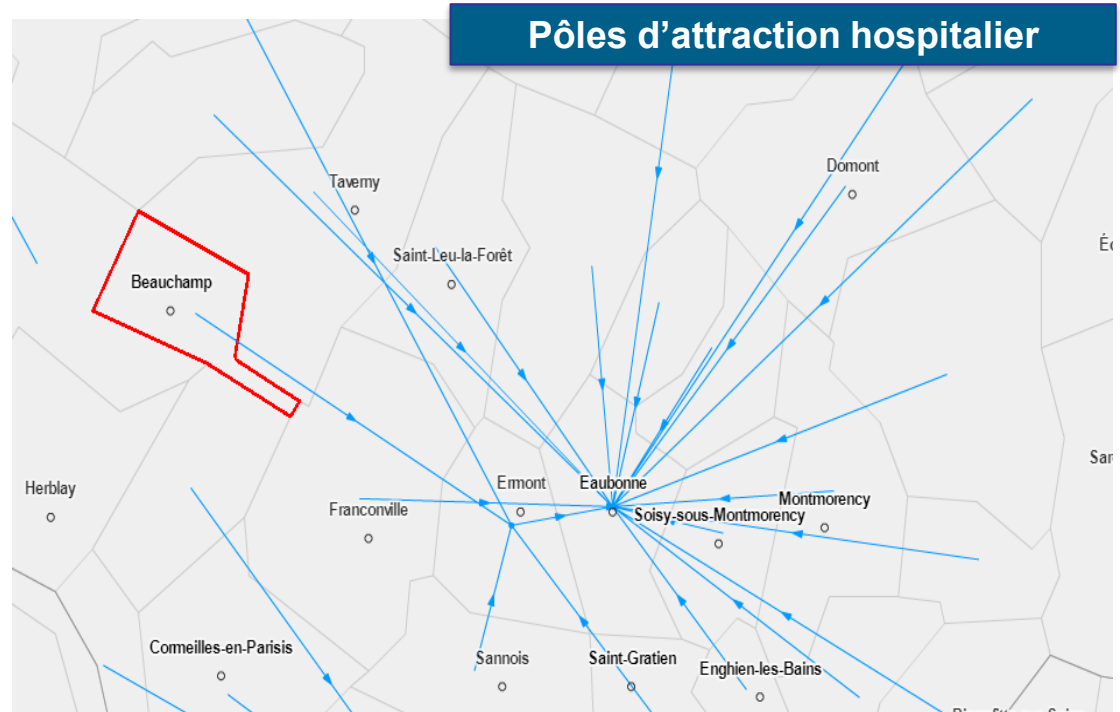 Pôles d’attraction hospitalier
Domont
Taverny
Saint-Leu-la-Forêt
Beauchamp
Herblay
Franconville
Ermont
Eaubonne
Montmorency
Soisy-sous-Montmorency
Cormeilles-en-Parisis
Sannois
Saint-Gratien
Enghien-les-Bains